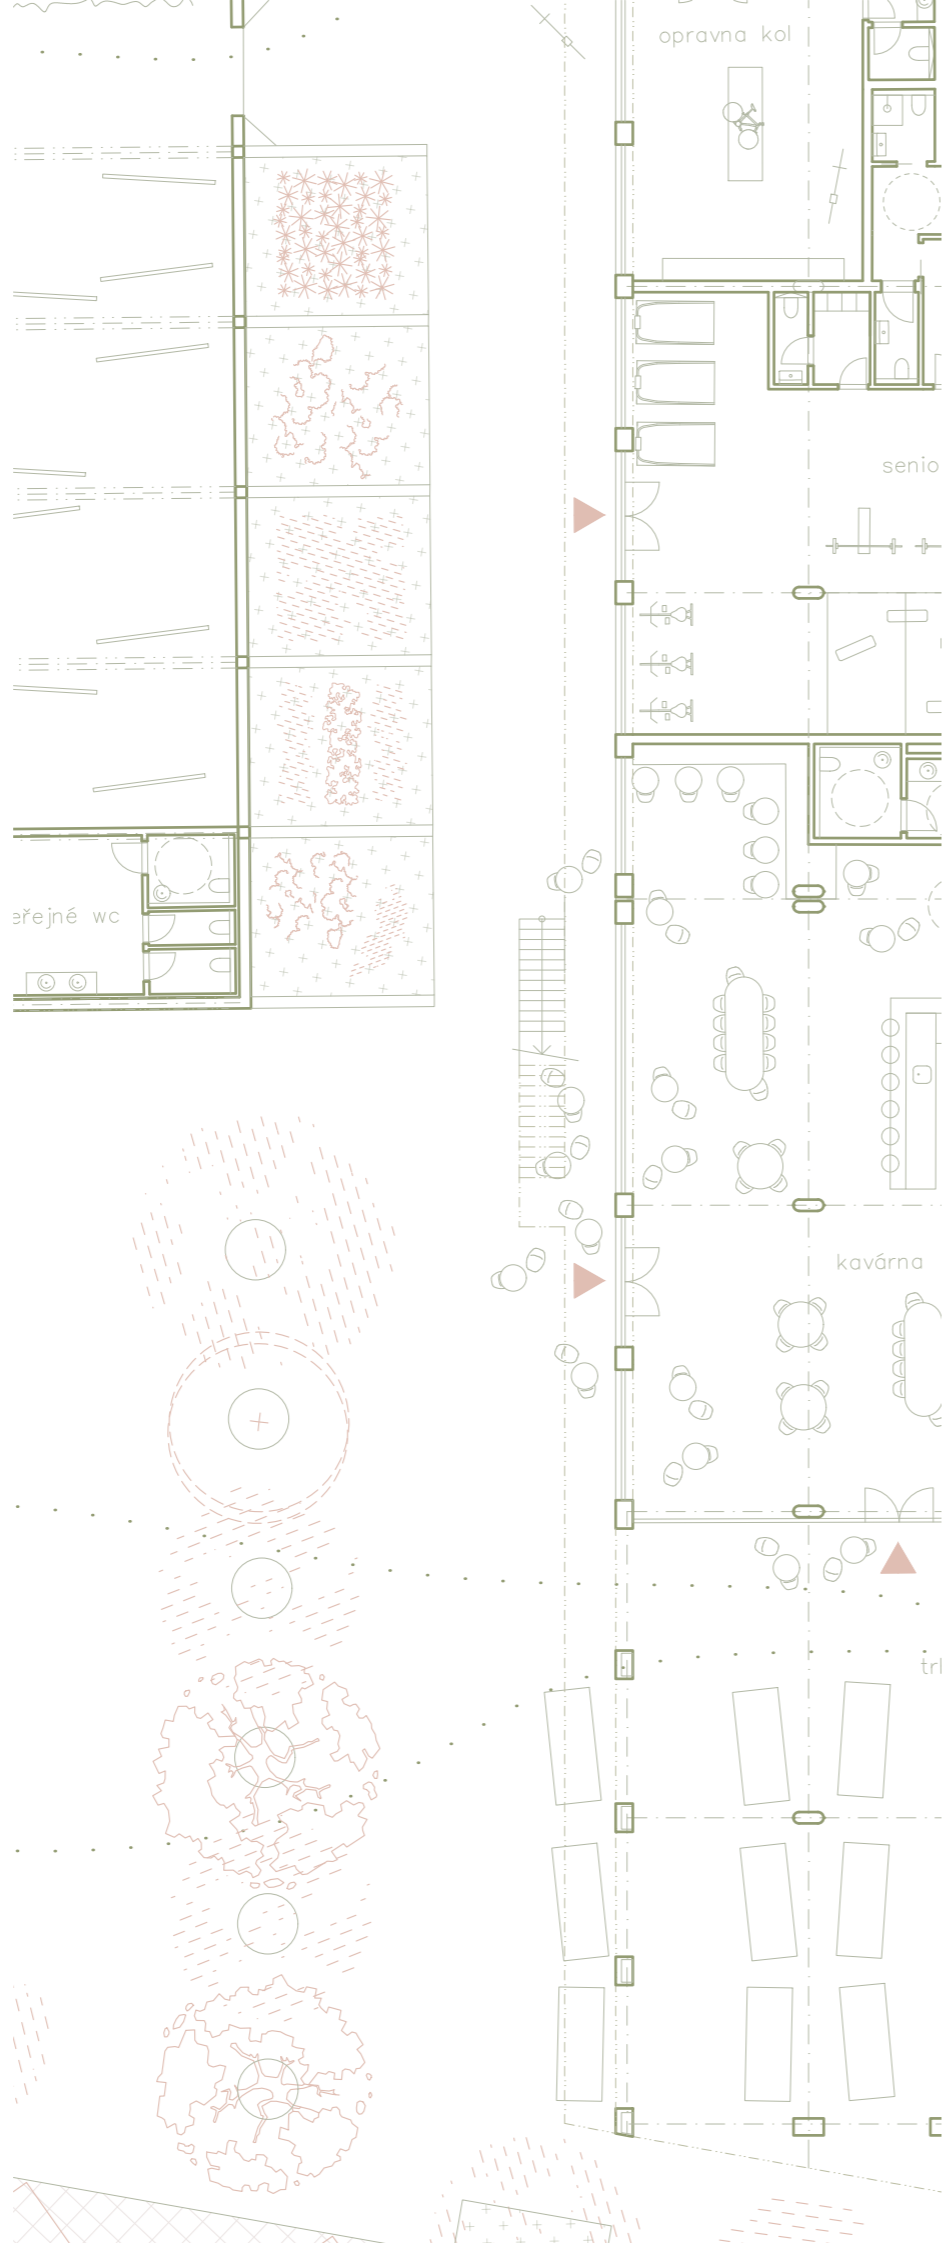 opravna kol
senio
eřejné wc
kavárna
trl